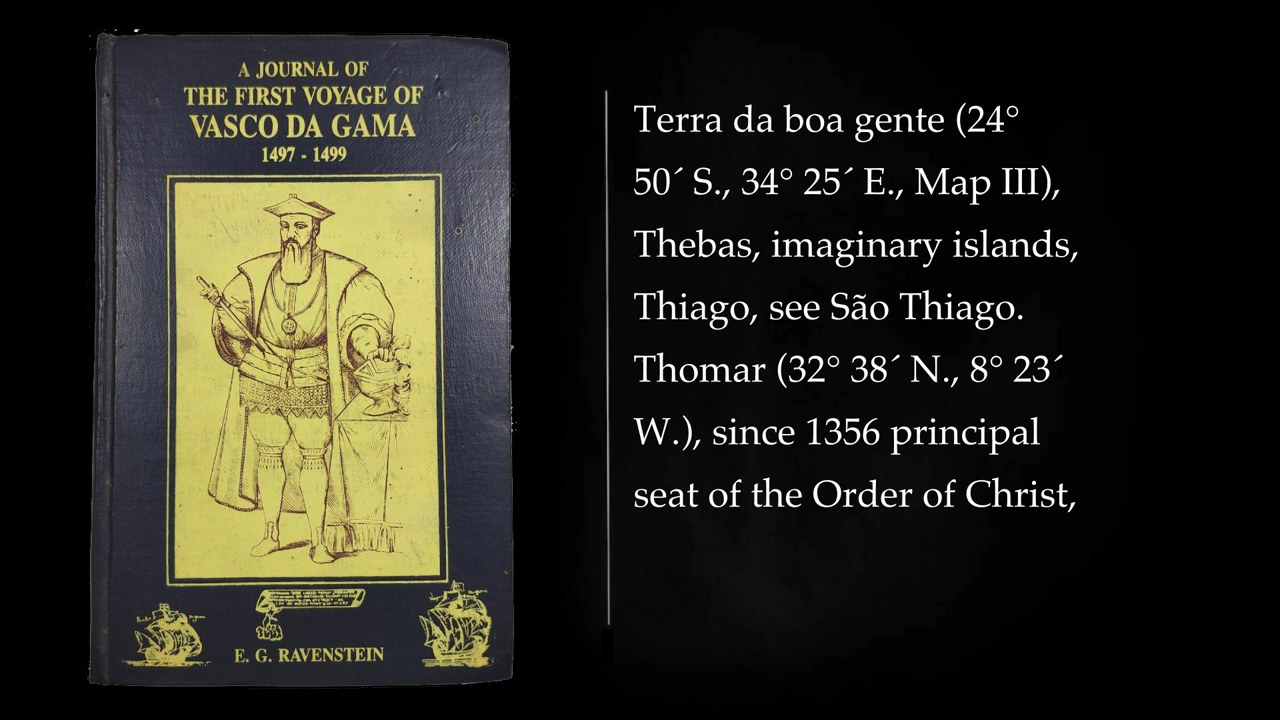 A JOURNAL OF
THE FIRST VOYAGE OF
VASCO DA GAMA
1497 - 1499
E. G. RAVENSTEIN
Terra da boa gente (24°
50´ S., 34° 25´ E., Map III),
Thebas, imaginary islands,
Thiago, see São Thiago.
Thomar (32° 38´ N., 8° 23´
W.), since 1356 principal
seat of the Order of Christ,